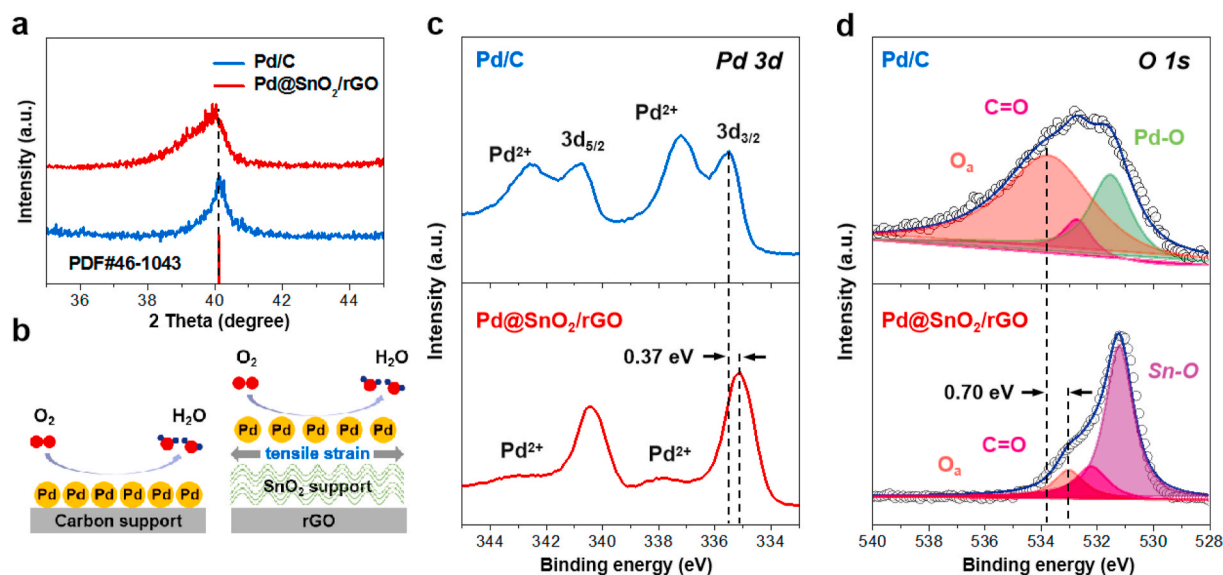 a
Pd/C
Pd@SnO₂/rGO
PDF#46-1043
Intensity (a.u.)
36 38 40 42 44
2 Theta (degree)
b
O₂
H₂O
Pd Pd Pd Pd Pd Pd
Carbon support
O₂
H₂O
Pd Pd Pd Pd Pd
tensile strain
SnO₂ support
rGO
c
Pd/C
Pd 3d
Pd²⁺
3d₅/₂
Pd²⁺
3d₃/₂
Pd@SnO₂/rGO
0.37 eV
Pd²⁺
Pd²⁺
Intensity (a.u.)
344 342 340 338 336 334
Binding energy (eV)
d
Pd/C
O 1s
C=O
Pd-O
Oₐ
Pd@SnO₂/rGO
Sn-O
0.70 eV
C=O
Oₐ
Intensity (a.u.)
540 538 536 534 532 530 528
Binding energy (eV)